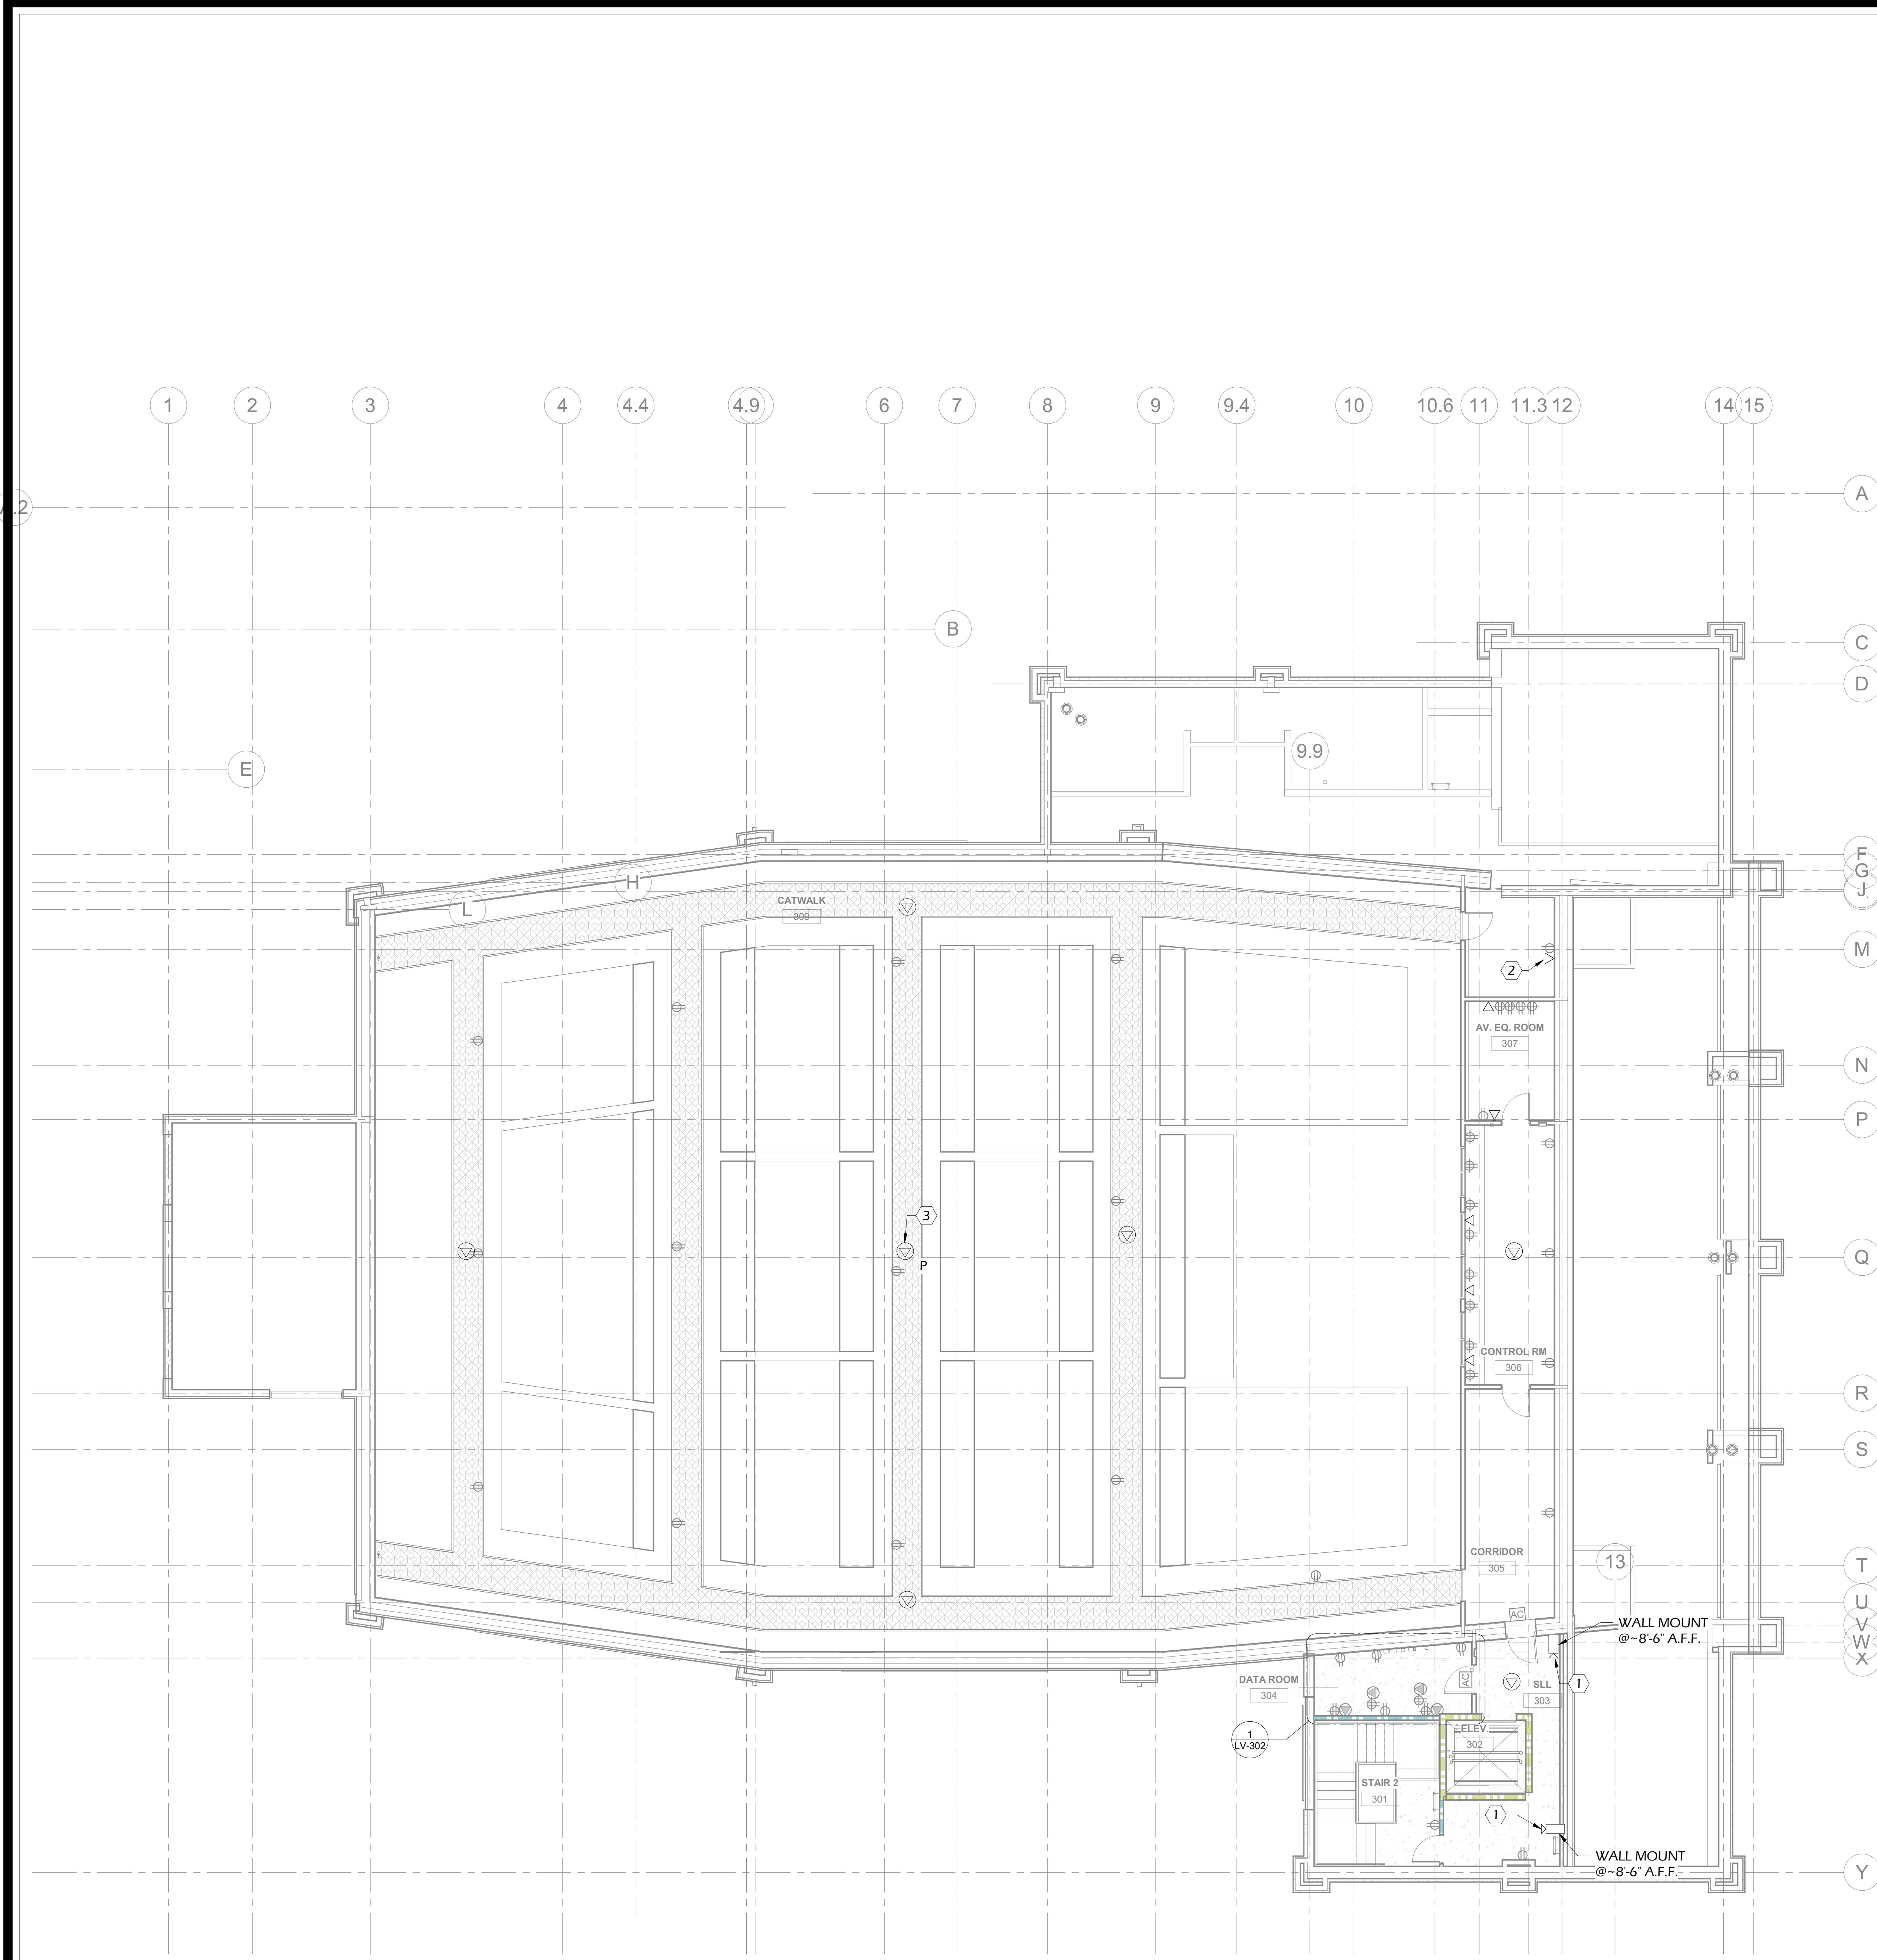 1 2 3 4 4.4 4.9 6 7 8 9 9.4 10 10.6 11 11.3 12 14 15
A
.2
B
C
D
9.9
E
F
G
J.
H
L
CATWALK
309
M
2
AV. EQ. ROOM
307
N
P
3
P
Q
CONTROL RM
306
R
S
CORRIDOR
305
13
T
U
AC
WALL MOUNT
@~8'-6" A.F.F.
V
W
X
DATA ROOM
304
AC
SLL
303
1
1
LV-302
ELEV.
302
STAIR 2
301
1
WALL MOUNT
@~8'-6" A.F.F.
Y